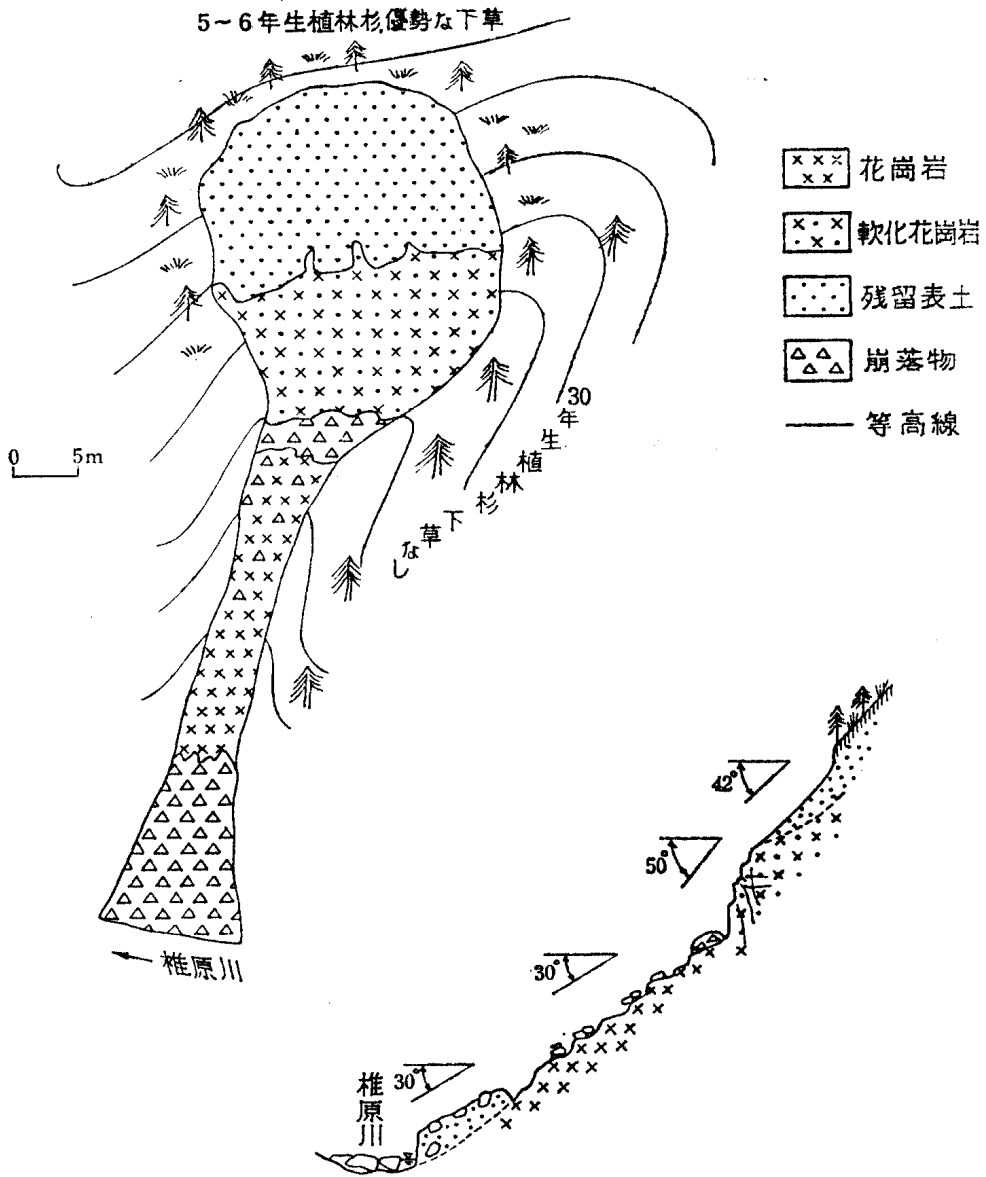 5~6年生植林杉,優勢な下草
花崗岩
軟化花崗岩
残留表土
崩落物
等高線
0 5m
30年生植林杉下草なし
椎原川
42°
50°
30°
30°
椎原川